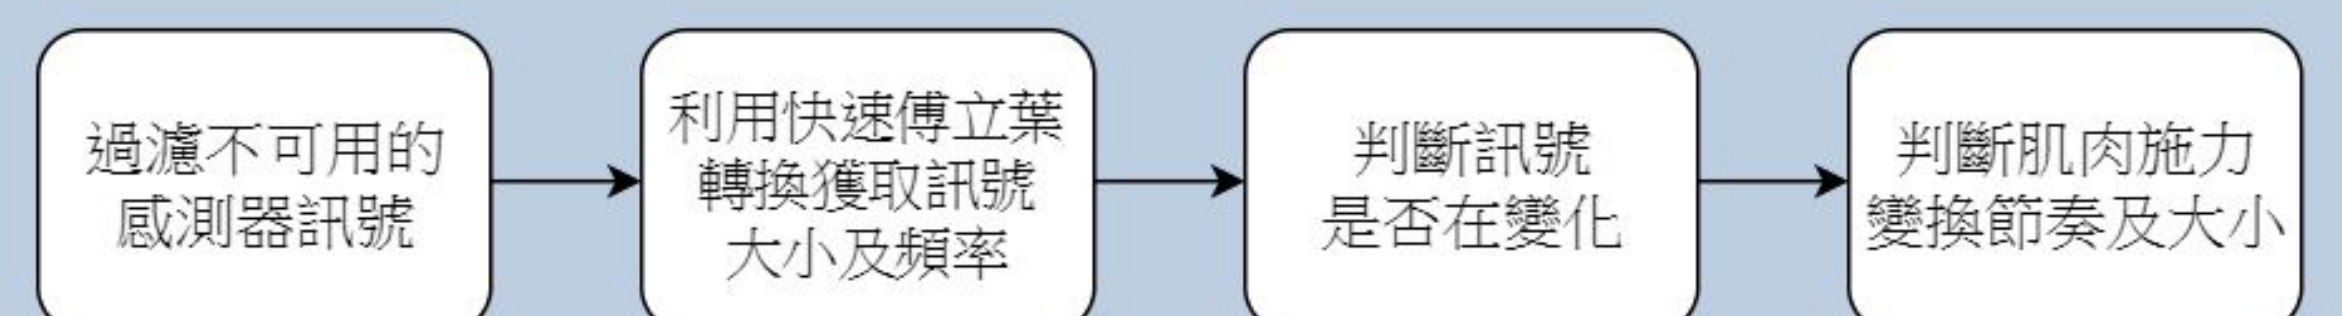 過濾不可用的
感測器訊號
利用快速傅立葉
轉換獲取訊號
大小及頻率
判斷訊號
是否在變化
判斷肌肉施力
變換節奏及大小